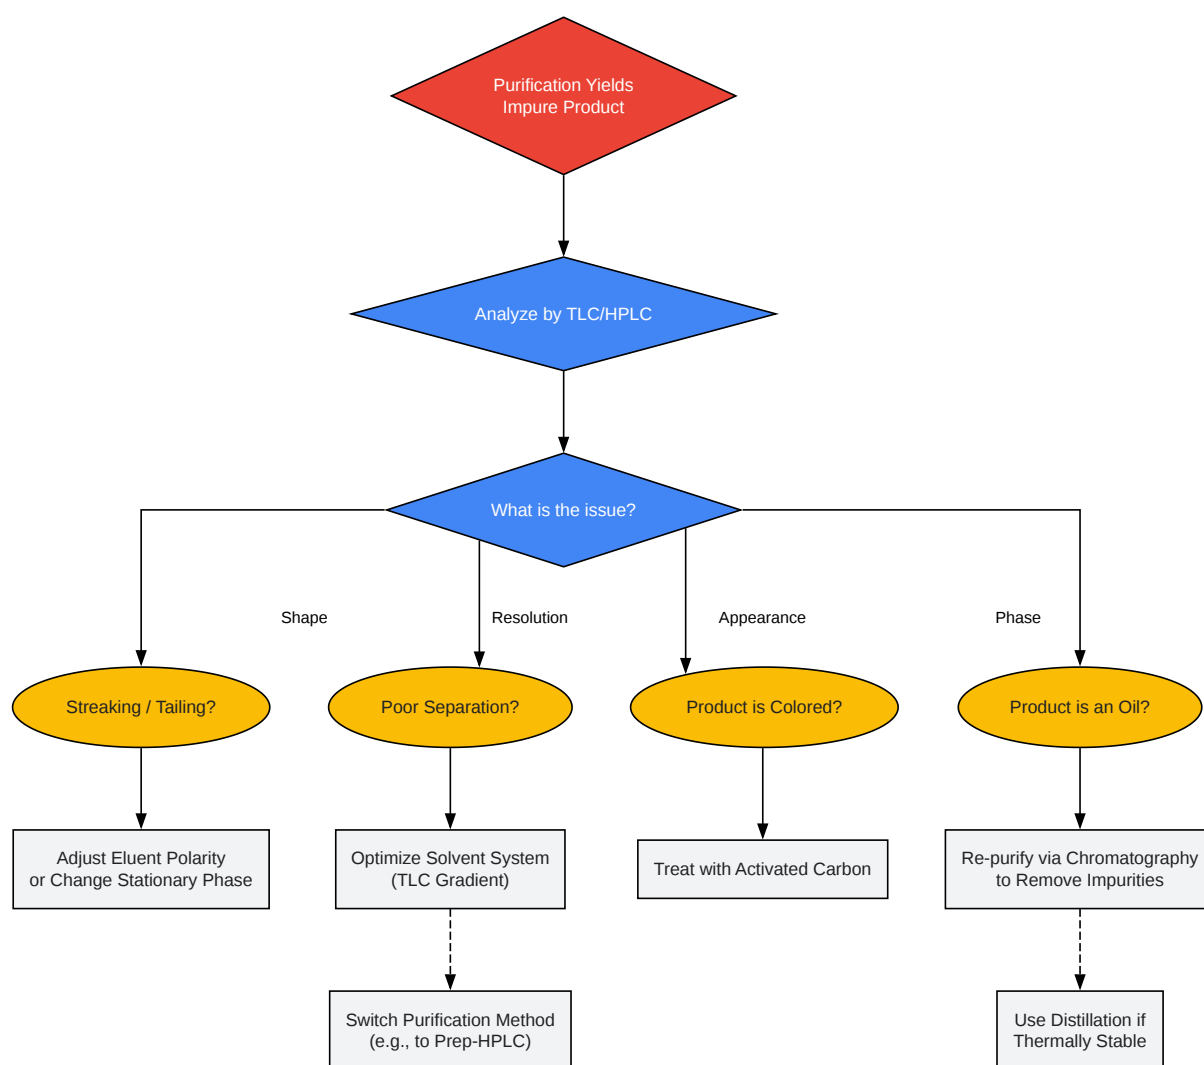 Purification Yields
Impure Product
Analyze by TLC/HPLC
What is the issue?
Shape
Resolution
Appearance
Phase
Streaking / Tailing?
Poor Separation?
Product is Colored?
Product is an Oil?
Adjust Eluent Polarity
or Change Stationary Phase
Optimize Solvent System
(TLC Gradient)
Treat with Activated Carbon
Re-purify via Chromatography
to Remove Impurities
Switch Purification Method
(e.g., to Prep-HPLC)
Use Distillation if
Thermally Stable